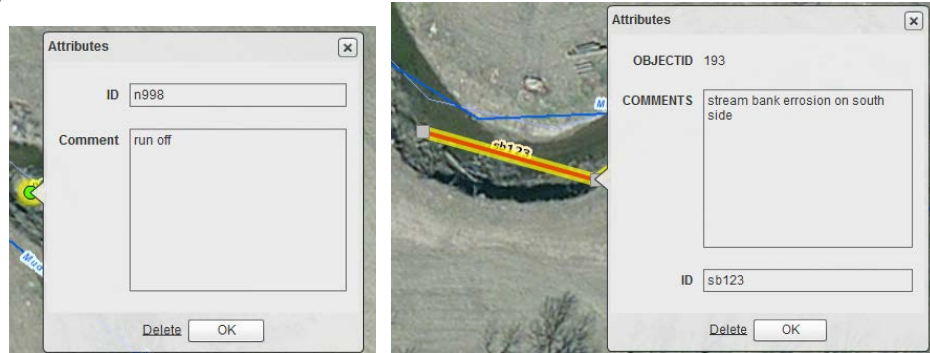 Attributes
ID n998
Comment run off
Mud
Delete OK
Attributes
OBJECTID 193
COMMENTS stream bank errosion on south
side
M
sb123
ID sb123
Delete OK